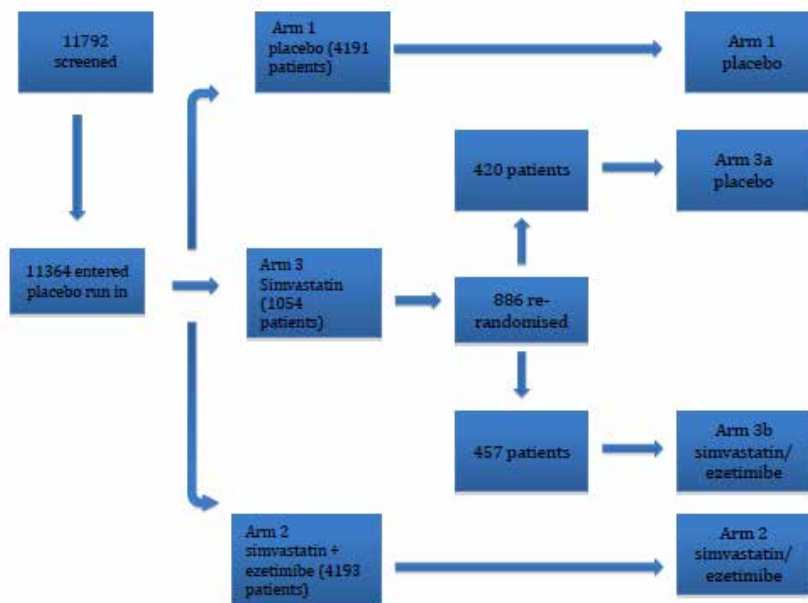 11792
screened
Arm 1
placebo (4191
patients)
Arm 1
placebo
420 patients
Arm 3a
placebo
11364 entered
placebo run in
Arm 3
Simvastatin
(1054
patients)
886 re-
randomised
457 patients
Arm 3b
simvastatin/
ezetimibe
Arm 2
simvastatin +
ezetimibe (4193
patients)
Arm 2
simvastatin/
ezetimibe